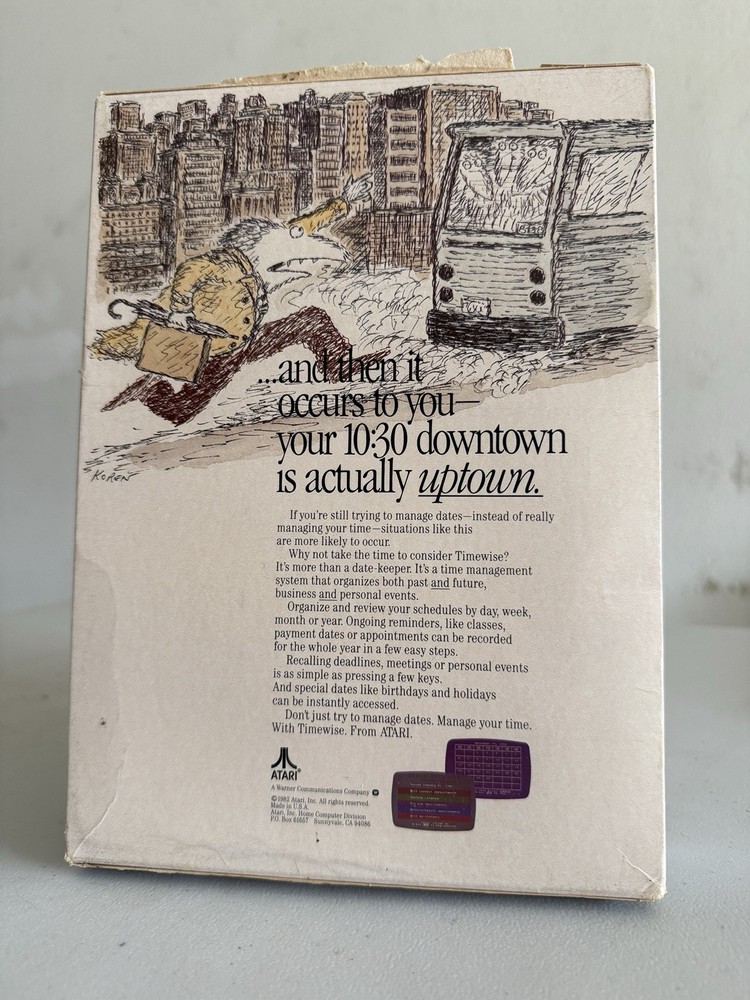 KOREN
...and then it
occurs to you—
your 10:30 downtown
is actually uptown.
If you're still trying to manage dates—instead of really
managing your time—situations like this
are more likely to occur.
Why not take the time to consider Timewise?
It's more than a date-keeper. It's a time management
system that organizes both past and future,
business and personal events.
Organize and review your schedules by day, week,
month or year. Ongoing reminders, like classes,
payment dates or appointments can be recorded
for the whole year in a few easy steps.
Recalling deadlines, meetings or personal events
is as simple as pressing a few keys.
And special dates like birthdays and holidays
can be instantly accessed.
Don't just try to manage dates. Manage your time.
With Timewise. From ATARI.
ATARI®
A Warner Communications Company
©1982 Atari, Inc. All rights reserved.
Made in U.S.A.
Atari, Inc. Home Computer Division
P.O. Box 61657 Sunnyvale, CA 94086